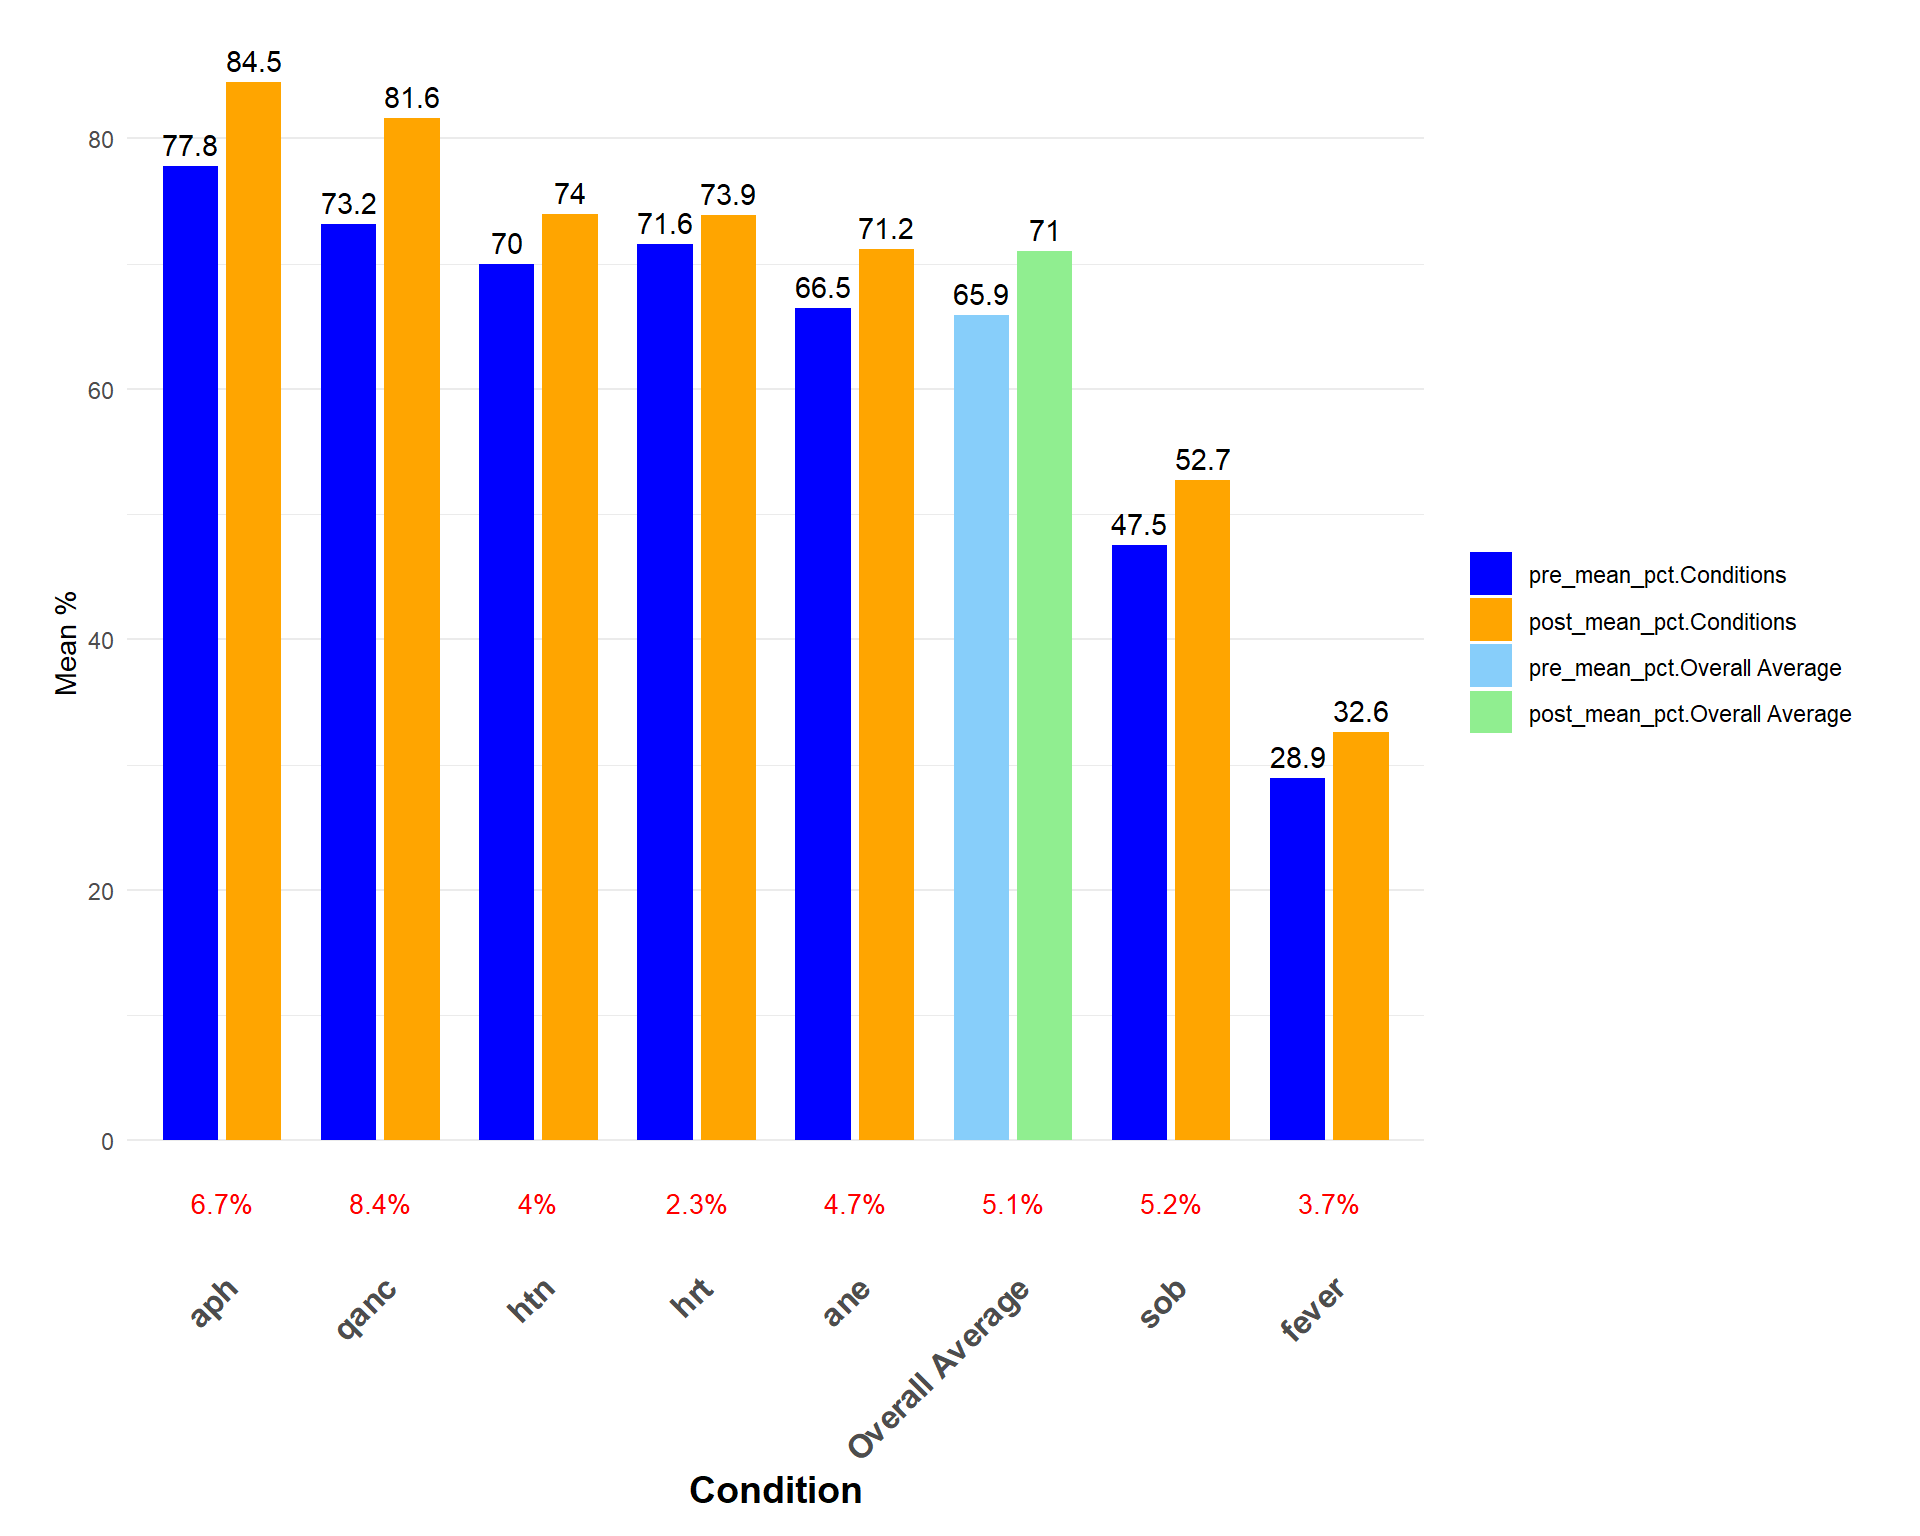 84.5
81.6
77.8
73.2
70
74
71.6
73.9
66.5
71.2
65.9
71
47.5
52.7
28.9
32.6
80
60
40
20
0
Mean %
pre_mean_pct.Conditions
post_mean_pct.Conditions
pre_mean_pct.Overall Average
post_mean_pct.Overall Average
6.7%
8.4%
4%
2.3%
4.7%
5.1%
5.2%
3.7%
aph
qanc
htn
hrt
ane
Overall Average
sob
fever
Condition